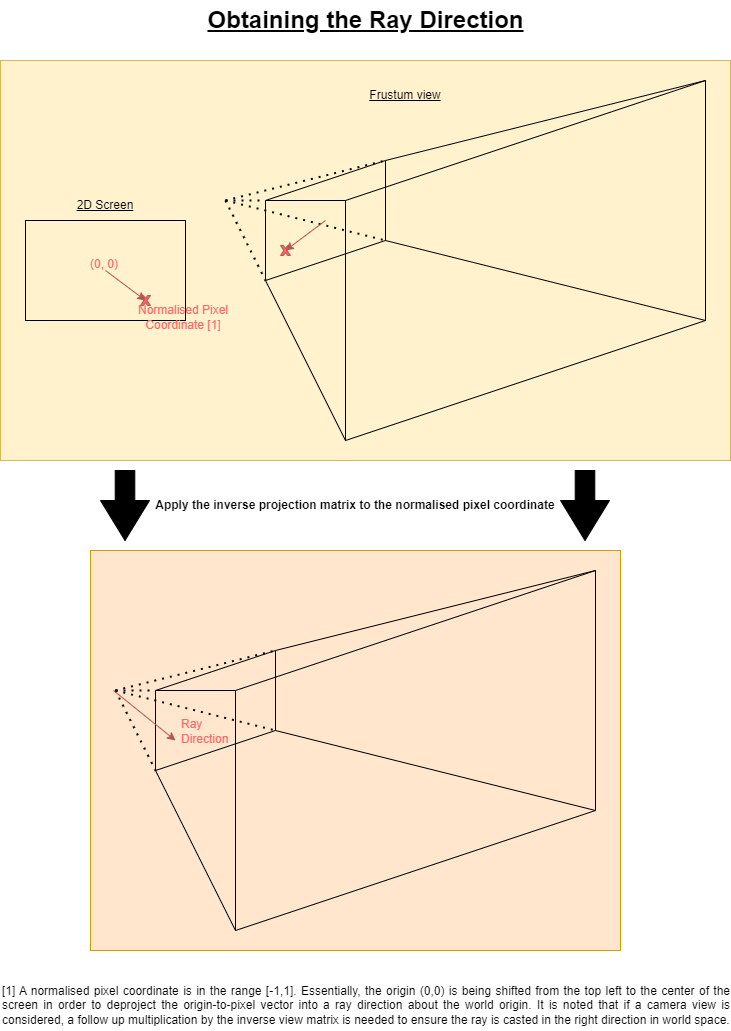 Obtaining the Ray Direction
Frustum view
2D Screen
(0, 0)
X
X
Normalised Pixel
Coordinate [1]
Apply the inverse projection matrix to the normalised pixel coordinate
Ray
Direction
[1] A normalised pixel coordinate is in the range [-1,1]. Essentially, the origin (0,0) is being shifted from the top left to the center of the
screen in order to deproject the origin-to-pixel vector into a ray direction about the world origin. It is noted that if a camera view is
considered, a follow up multiplication by the inverse view matrix is needed to ensure the ray is casted in the right direction in world space.